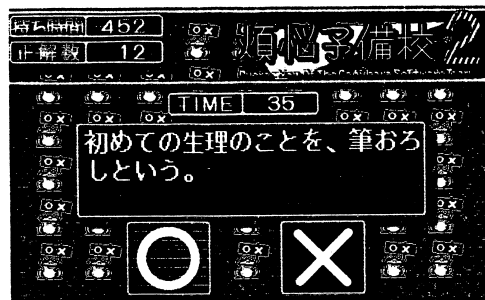 持ち時間 452
正解数 12
煩悩予備校2
TIME 35
初めての生理のことを、筆おろ
しという。